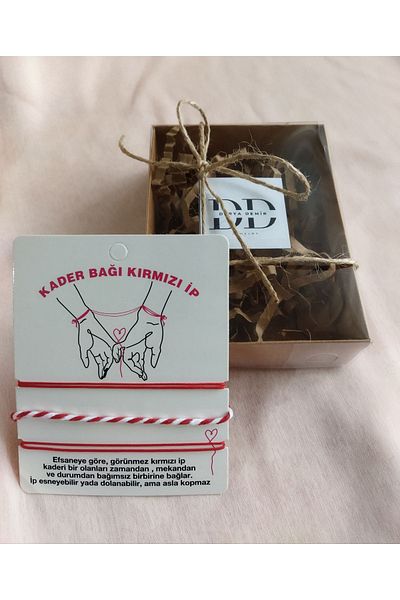 KADER BAĞI KIRMIZI İP
Efsaneye göre, görünmez kırmızı ip
kaderi bir olanları zamandan , mekandan
ve durumdan bağımsız birbirine bağlar.
İp esneyebilir yada dolanabilir, ama asla kopmaz
DD
DERYA DEMİR